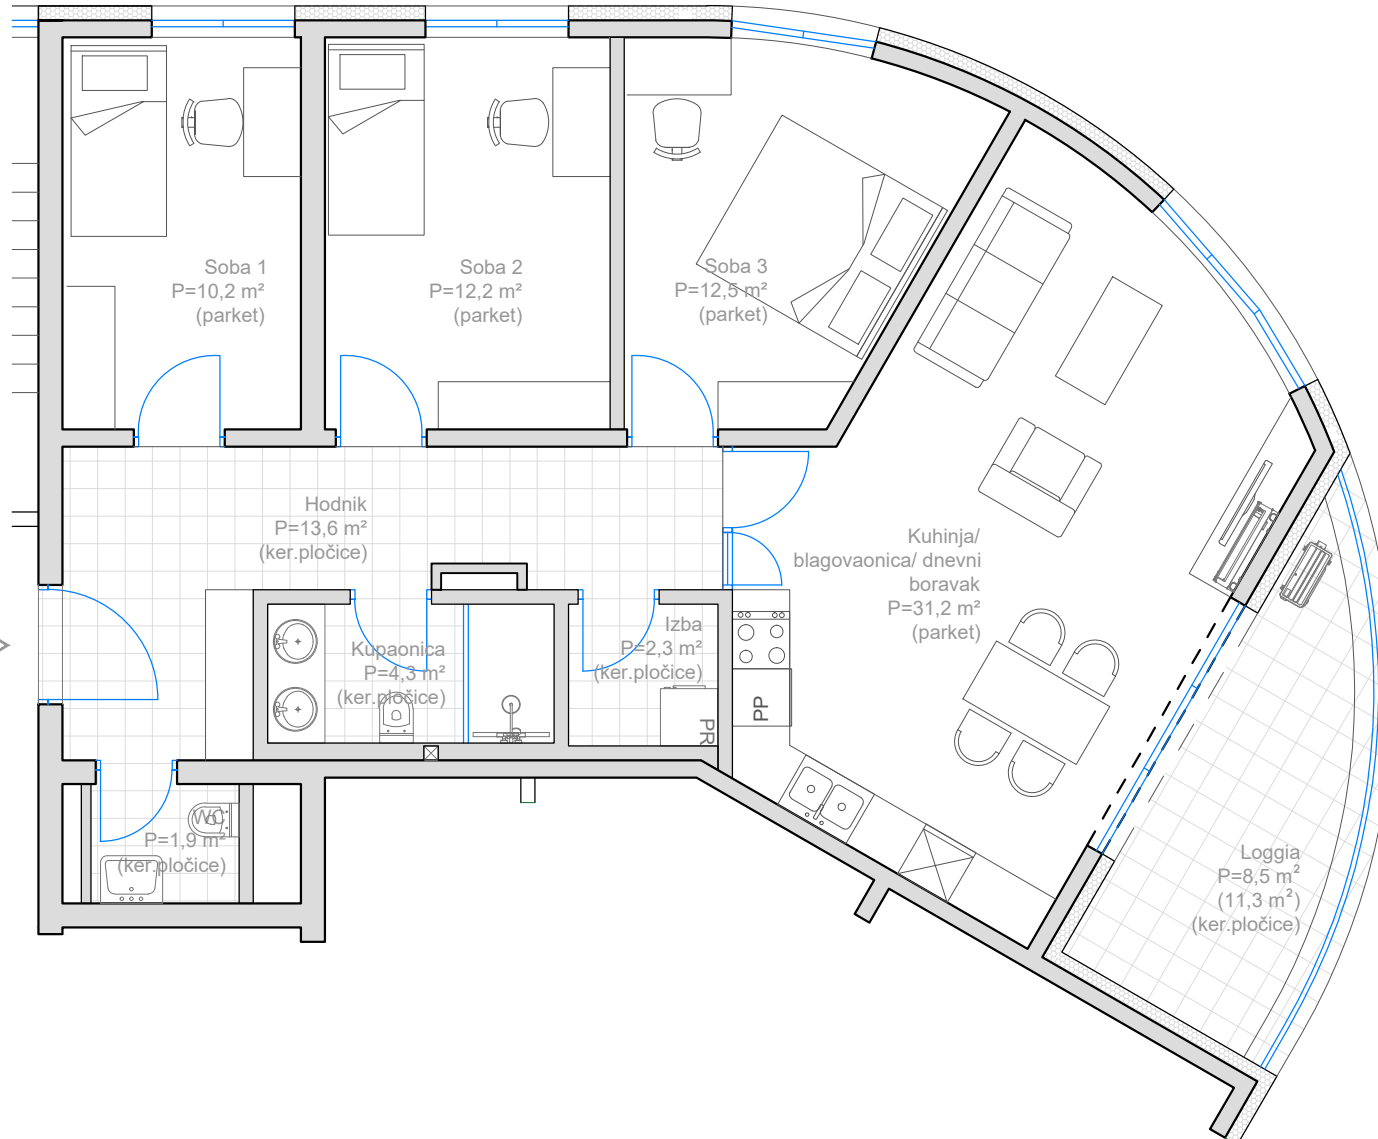 Soba 1
P=10,2 m²
(parket)
Soba 2
P=12,2 m²
(parket)
Soba 3
P=12,5 m²
(parket)
Hodnik
P=13,6 m²
(ker.pločice)
Kuhinja/
blagovaonica/ dnevni
boravak
P=31,2 m²
(parket)
Kupaonica
P=4,3 m²
(ker.pločice)
Izba
P=2,3 m²
(ker.pločice)
PR
PP
WC
P=1,9 m²
(ker.pločice)
Loggia
P=8,5 m²
(11,3 m²)
(ker.pločice)